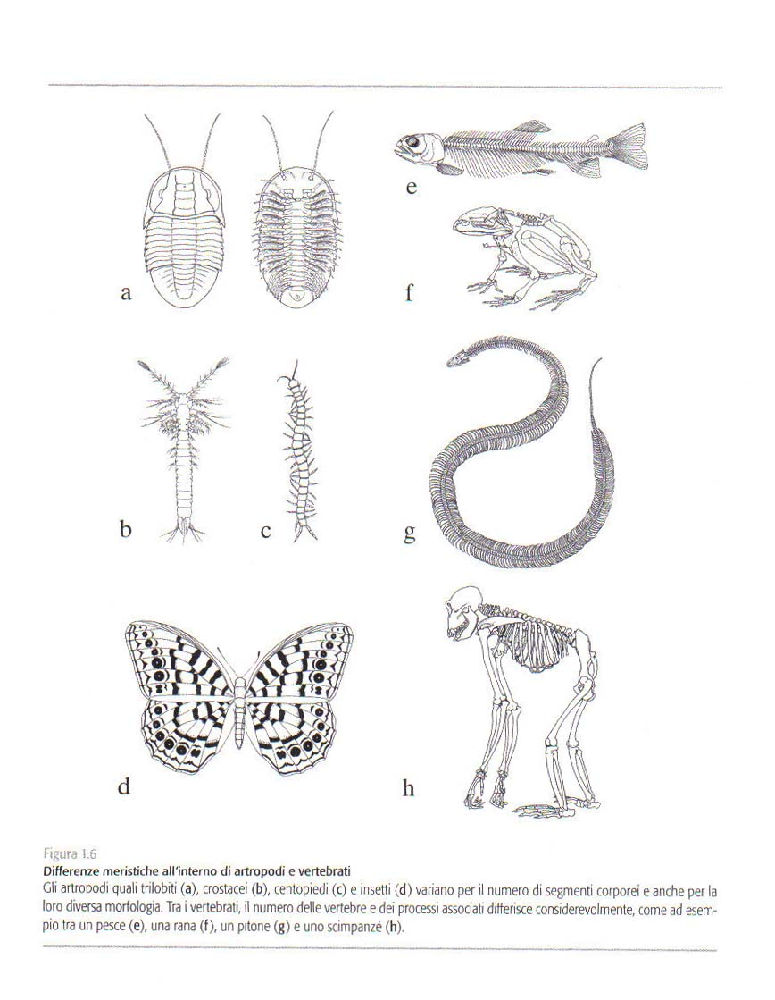 a
e
f
b
c
g
d
h
Figura 1.6
Differenze meristiche all'interno di artropodi e vertebrati
Gli artropodi quali trilobiti (a), crostacei (b), centopiedi (c) e insetti (d) variano per il numero di segmenti corporei e anche per la
loro diversa morfologia. Tra i vertebrati, il numero delle vertebre e dei processi associati differisce considerevolmente, come ad esem-
pio tra un pesce (e), una rana (f), un pitone (g) e uno scimpanzé (h).